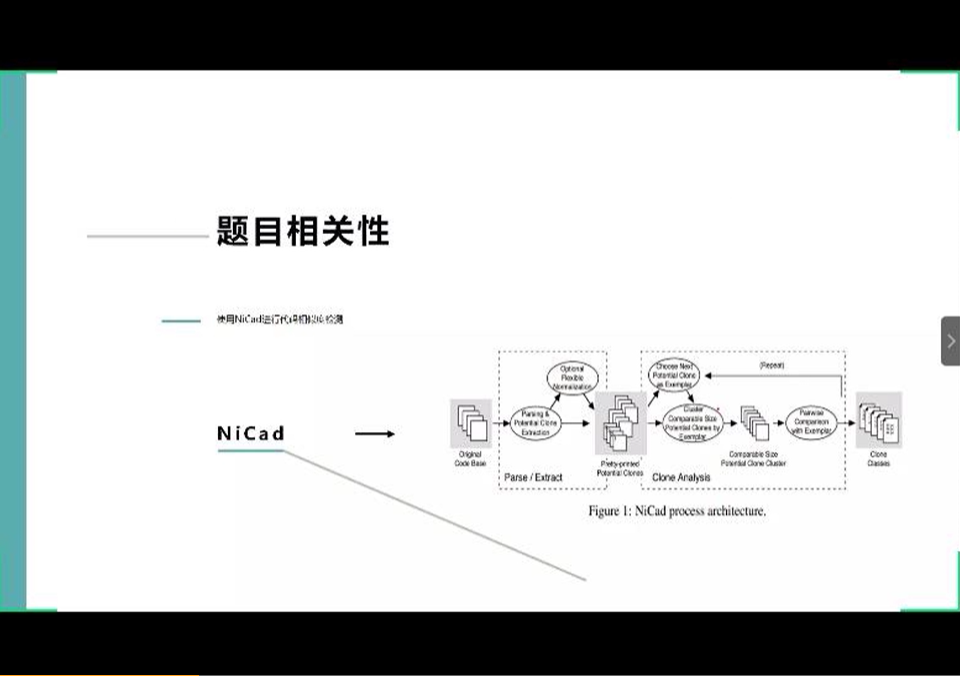 题目相关性
使用NiCad进行代码相似度检测
NiCad
Original
Code Base
Parsing &
Potential Clone
Extraction
Optional
Flexible
Normalization
Parse / Extract
Pretty-printed
Potential Clones
Choose Next
Potential Clone
as Exemplar
(Repeat)
Cluster
Comparable Size
Potential Clones by
Exemplar
Comparable Size
Potential Clone Cluster
Pairwise
Comparison
with Exemplar
Clone Analysis
Clone
Classes
Figure 1: NiCad process architecture.